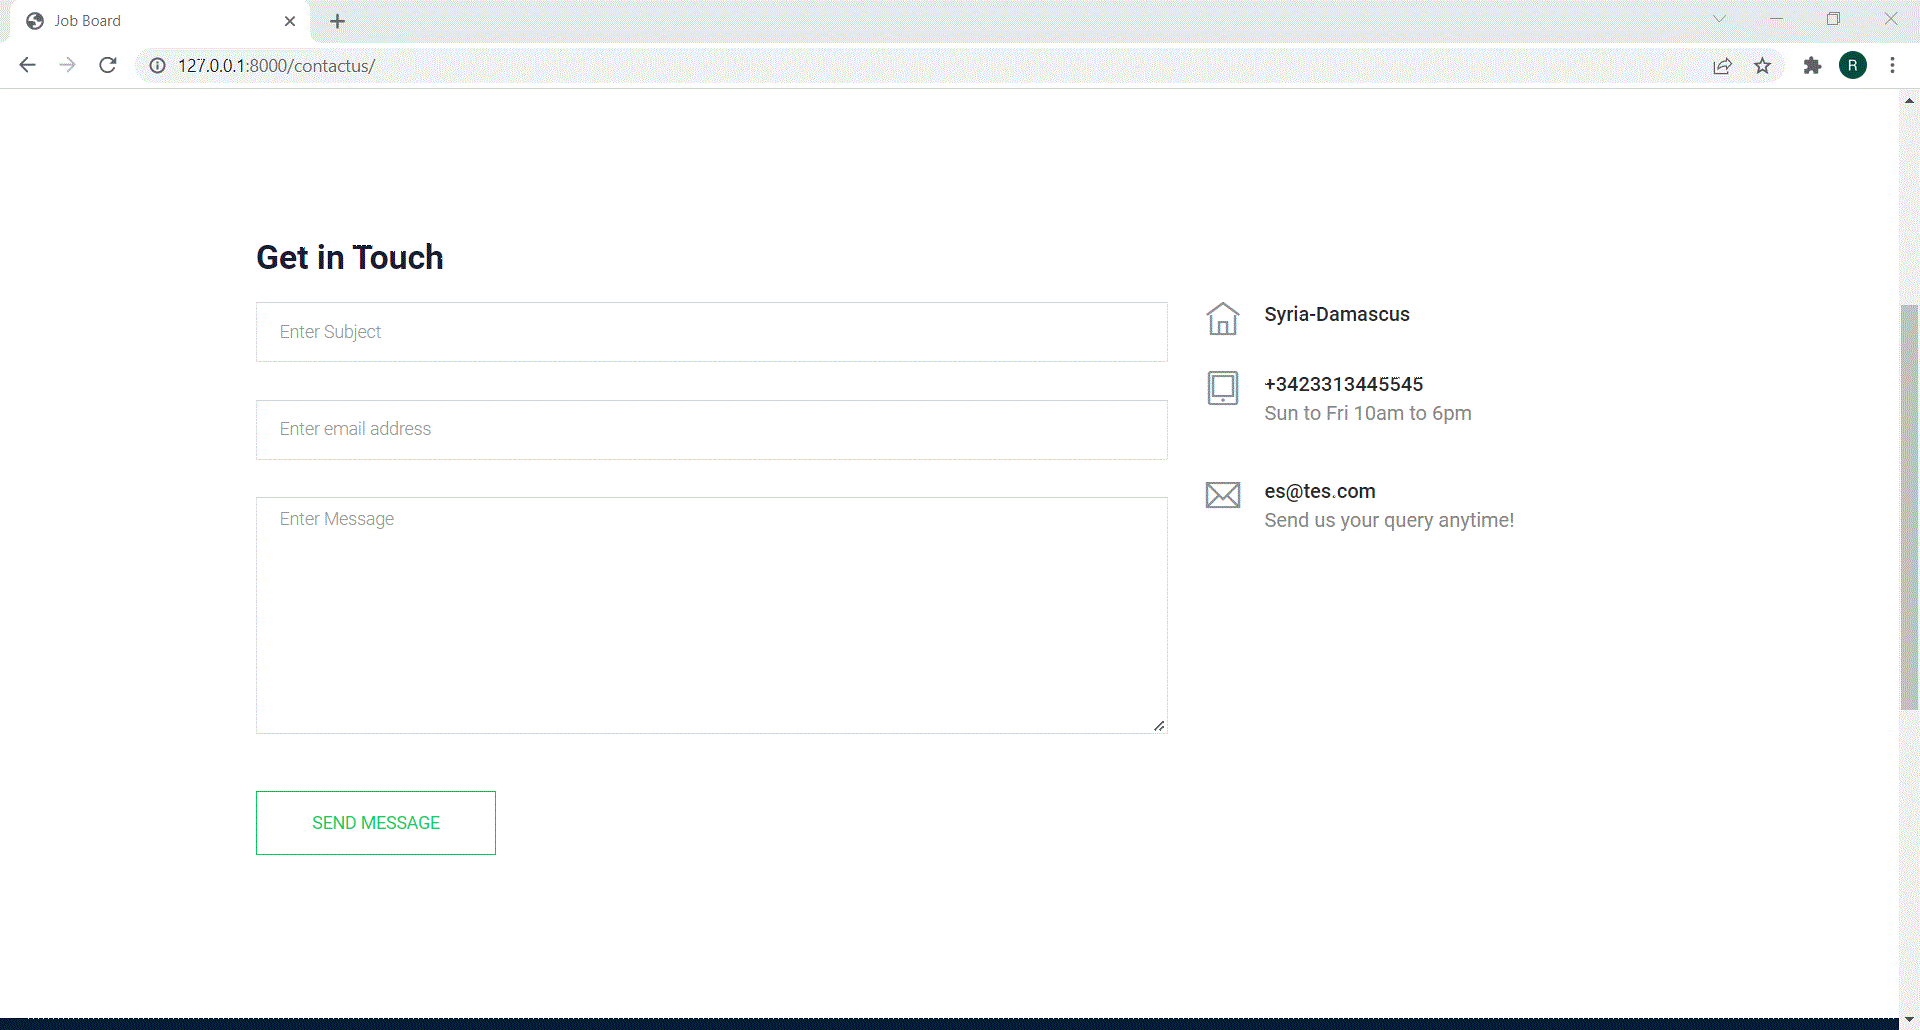 Job Board
127.0.0.1:8000/contactus/
R
Get in Touch
Enter Subject
Enter email address
Enter Message
SEND MESSAGE
Syria-Damascus
+3423313445545
Sun to Fri 10am to 6pm
es@tes.com
Send us your query anytime!